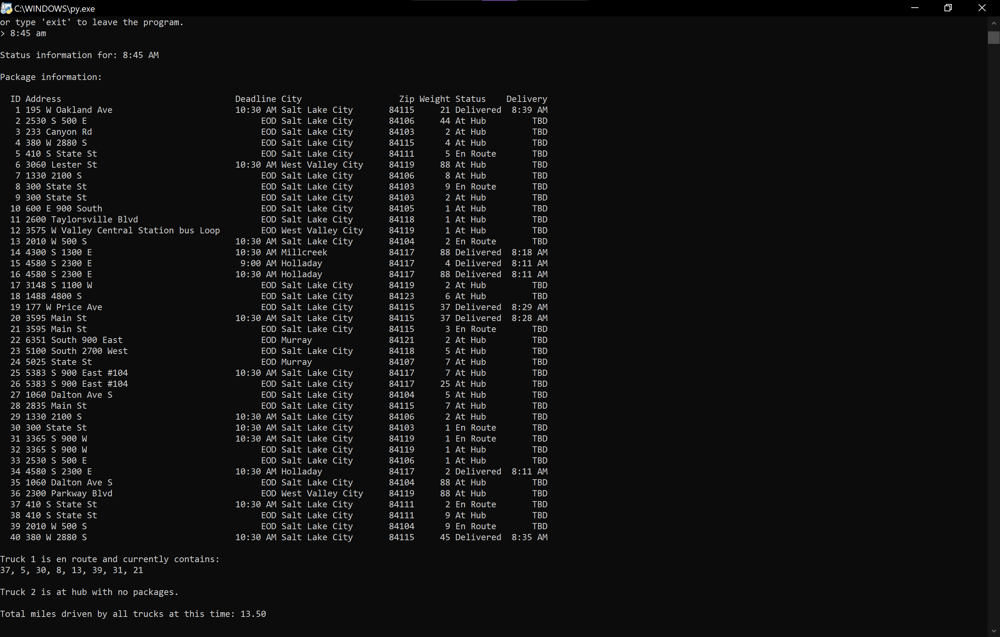 C:\WINDOWS\py.exe
or type 'exit' to leave the program.
> 8:45 am
Status information for: 8:45 AM
Package information:
ID Address Deadline City Zip Weight Status Delivery
1 195 W Oakland Ave 10:30 AM Salt Lake City 84115 21 Delivered 8:39 AM
2 2530 S 500 E EOD Salt Lake City 84106 44 At Hub TBD
3 233 Canyon Rd EOD Salt Lake City 84103 2 At Hub TBD
4 380 W 2880 S EOD Salt Lake City 84115 4 At Hub TBD
5 410 S State St EOD Salt Lake City 84111 5 En Route TBD
6 3060 Lester St 10:30 AM West Valley City 84119 88 At Hub TBD
7 1330 2100 S EOD Salt Lake City 84106 8 At Hub TBD
8 300 State St EOD Salt Lake City 84103 9 En Route TBD
9 300 State St EOD Salt Lake City 84103 2 At Hub TBD
10 600 E 900 South EOD Salt Lake City 84105 1 At Hub TBD
11 2600 Taylorsville Blvd EOD Salt Lake City 84118 1 At Hub TBD
12 3575 W Valley Central Station bus Loop EOD West Valley City 84119 1 At Hub TBD
13 2010 W 500 S 10:30 AM Salt Lake City 84104 2 En Route TBD
14 4300 S 1300 E 10:30 AM Millcreek 84117 88 Delivered 8:18 AM
15 4580 S 2300 E 9:00 AM Holladay 84117 4 Delivered 8:11 AM
16 4580 S 2300 E 10:30 AM Holladay 84117 88 Delivered 8:11 AM
17 3148 S 1100 W EOD Salt Lake City 84119 2 At Hub TBD
18 1488 4800 S EOD Salt Lake City 84123 6 At Hub TBD
19 177 W Price Ave EOD Salt Lake City 84115 37 Delivered 8:29 AM
20 3595 Main St 10:30 AM Salt Lake City 84115 37 Delivered 8:28 AM
21 3595 Main St EOD Salt Lake City 84115 3 En Route TBD
22 6351 South 900 East EOD Murray 84121 2 At Hub TBD
23 5100 South 2700 West EOD Salt Lake City 84118 5 At Hub TBD
24 5025 State St EOD Murray 84107 7 At Hub TBD
25 5383 S 900 East #104 10:30 AM Salt Lake City 84117 7 At Hub TBD
26 5383 S 900 East #104 EOD Salt Lake City 84117 25 At Hub TBD
27 1060 Dalton Ave S EOD Salt Lake City 84104 5 At Hub TBD
28 2835 Main St EOD Salt Lake City 84115 7 At Hub TBD
29 1330 2100 S 10:30 AM Salt Lake City 84106 2 At Hub TBD
30 300 State St 10:30 AM Salt Lake City 84103 1 En Route TBD
31 3365 S 900 W 10:30 AM Salt Lake City 84119 1 En Route TBD
32 3365 S 900 W EOD Salt Lake City 84119 1 At Hub TBD
33 2530 S 500 E EOD Salt Lake City 84106 1 At Hub TBD
34 4580 S 2300 E 10:30 AM Holladay 84117 2 Delivered 8:11 AM
35 1060 Dalton Ave S EOD Salt Lake City 84104 88 At Hub TBD
36 2300 Parkway Blvd EOD West Valley City 84119 88 At Hub TBD
37 410 S State St 10:30 AM Salt Lake City 84111 2 En Route TBD
38 410 S State St EOD Salt Lake City 84111 9 At Hub TBD
39 2010 W 500 S EOD Salt Lake City 84104 9 En Route TBD
40 380 W 2880 S 10:30 AM Salt Lake City 84115 45 Delivered 8:35 AM
Truck 1 is en route and currently contains:
37, 5, 30, 8, 13, 39, 31, 21
Truck 2 is at hub with no packages.
Total miles driven by all trucks at this time: 13.50